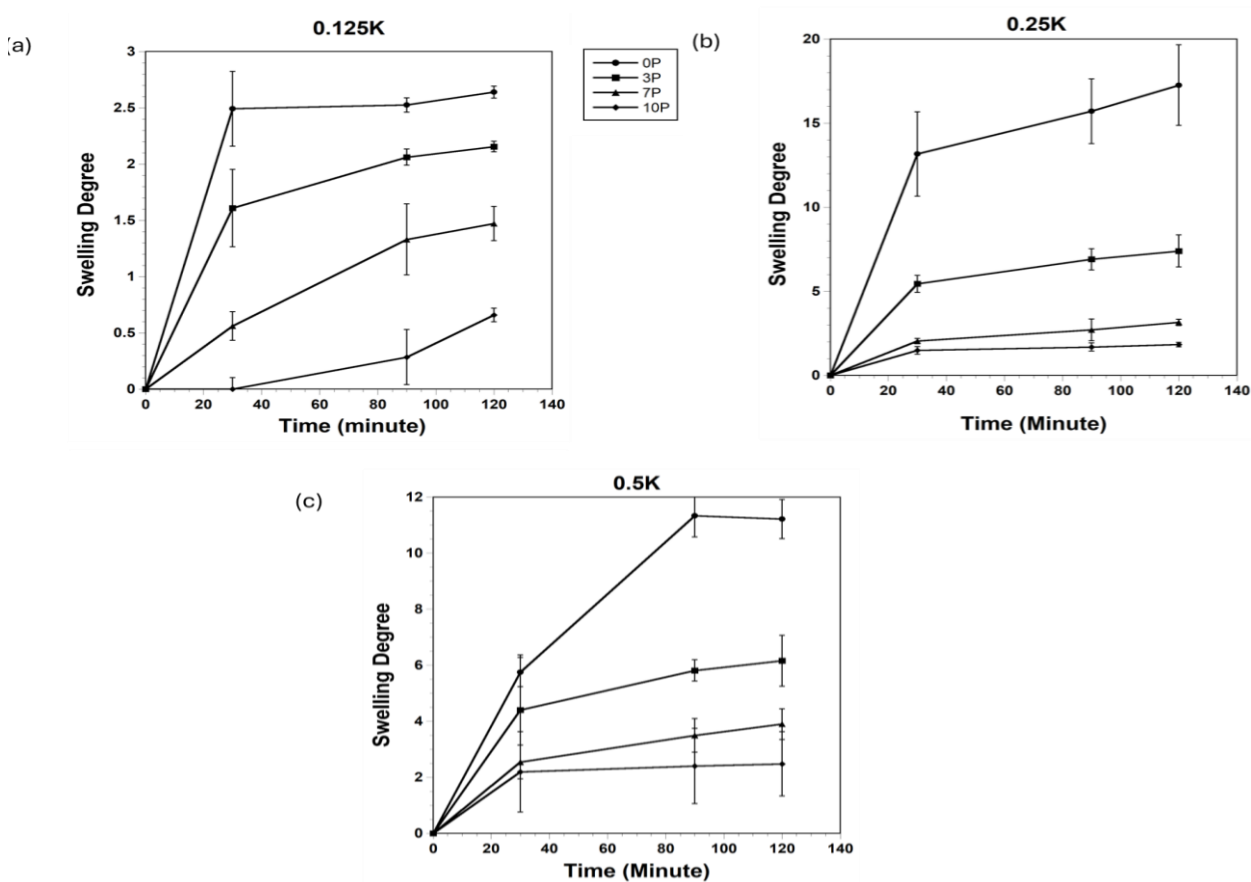 (a)
0.125K
3
2.5
2
1.5
1
0.5
0
0 20 40 60 80 100 120 140
Swelling Degree
Time (minute)
0P
3P
7P
10P
(b)
0.25K
20
15
10
5
0
0 20 40 60 80 100 120 140
Swelling Degree
Time (Minute)
(c)
0.5K
12
10
8
6
4
2
0
0 20 40 60 80 100 120 140
Swelling Degree
Time (Minute)